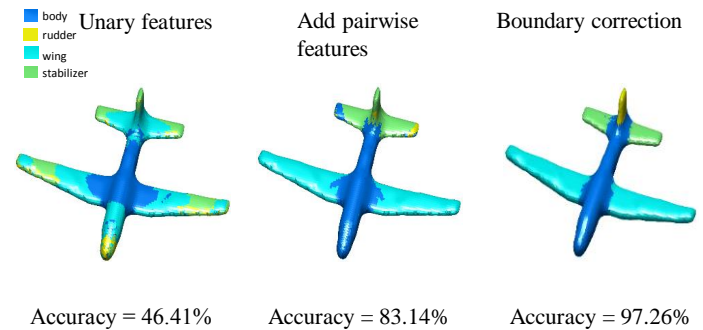 body
rudder
wing
stabilizer
Unary features
Add pairwise
features
Boundary correction
Accuracy = 46.41%
Accuracy = 83.14%
Accuracy = 97.26%